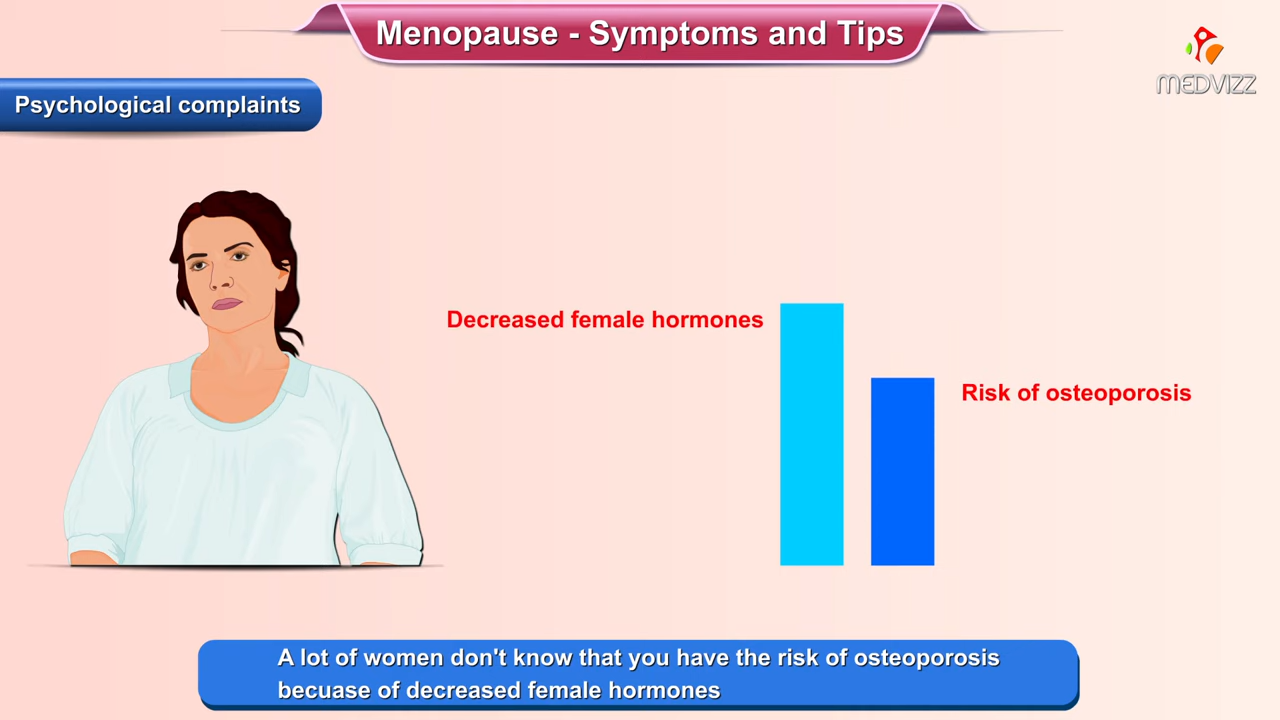 Menopause - Symptoms and Tips
MEDVIZZ
Psychological complaints
Decreased female hormones
Risk of osteoporosis
A lot of women don't know that you have the risk of osteoporosis
becuase of decreased female hormones